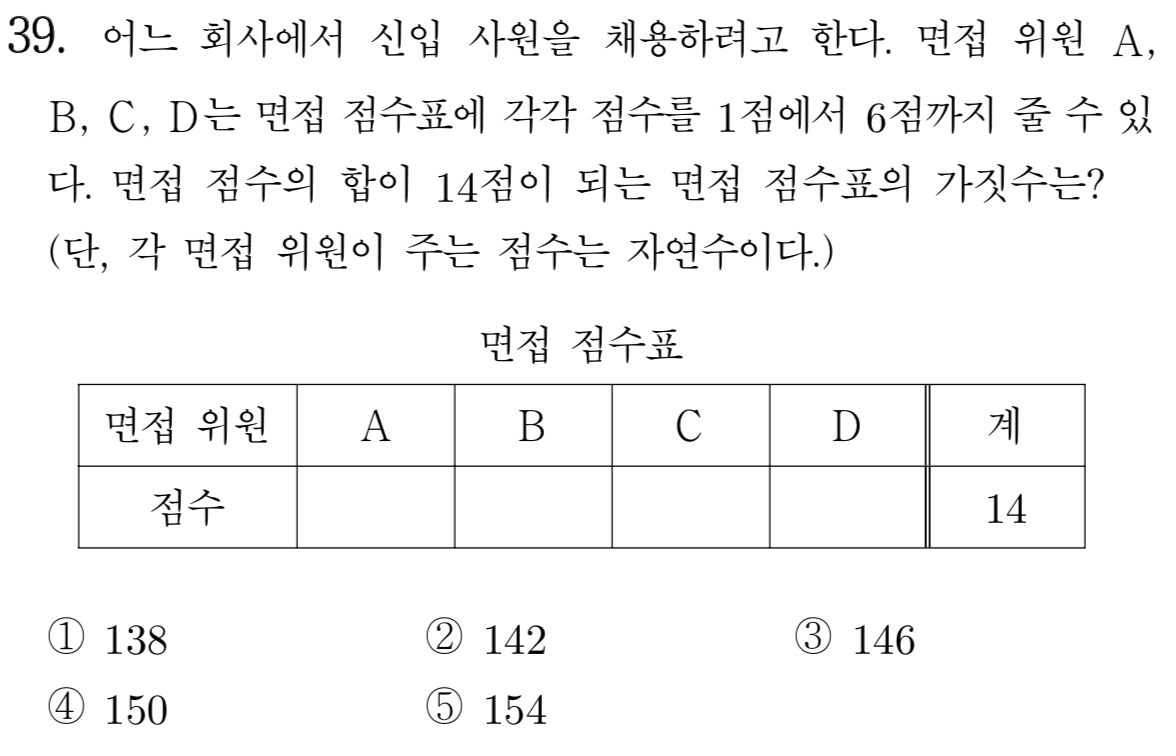 39. 어느 회사에서 신입 사원을 채용하려고 한다. 면접 위원 A,
B, C, D는 면접 점수표에 각각 점수를 1점에서 6점까지 줄 수 있
다. 면접 점수의 합이 14점이 되는 면접 점수표의 가짓수는?
(단, 각 면접 위원이 주는 점수는 자연수이다.)
면접 점수표
면접 위원 A B C D 계
점수 14
① 138 ② 142 ③ 146
④ 150 ⑤ 154